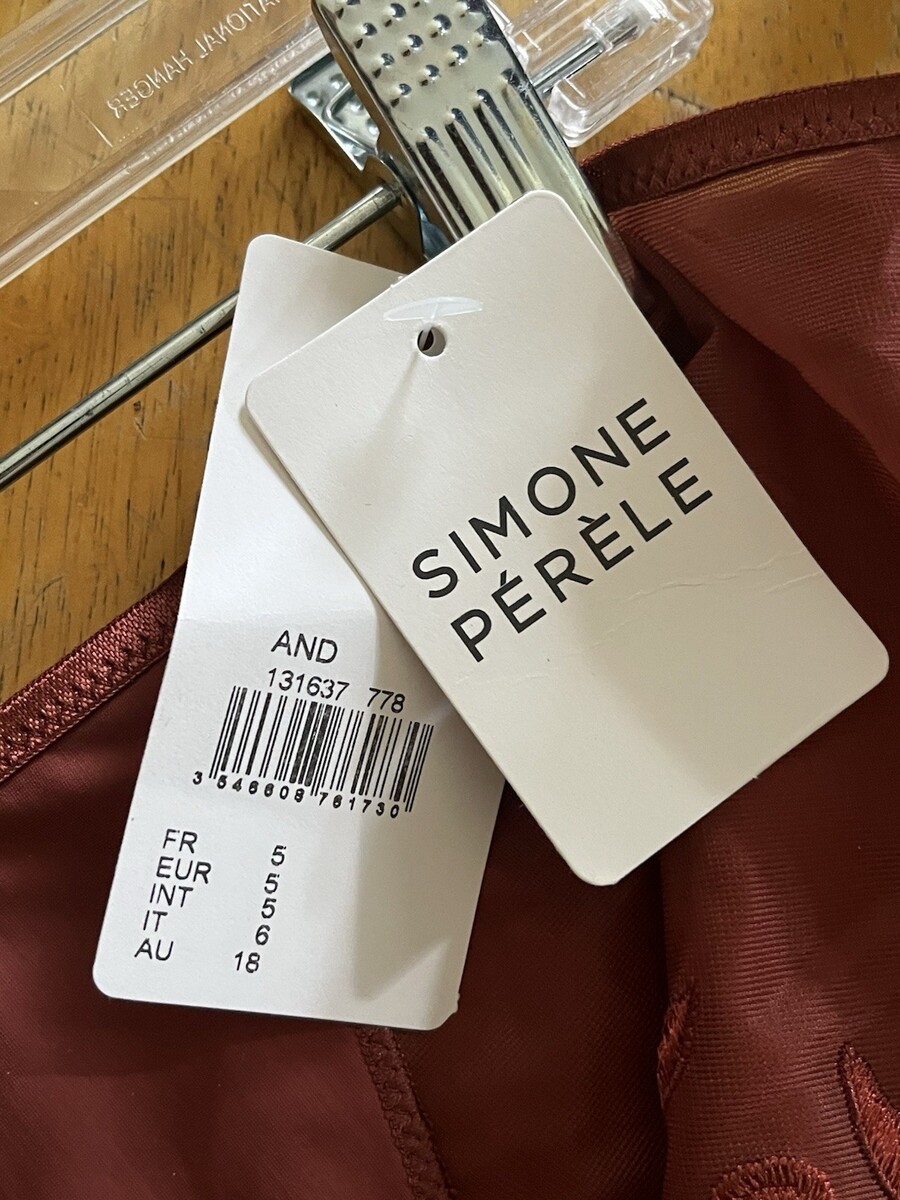 NATIONAL HANGER
SIMONE
PÉRÈLE
AND
131637 778
3 546608 761730
FR 5
EUR 5
INT 5
IT 6
AU 18